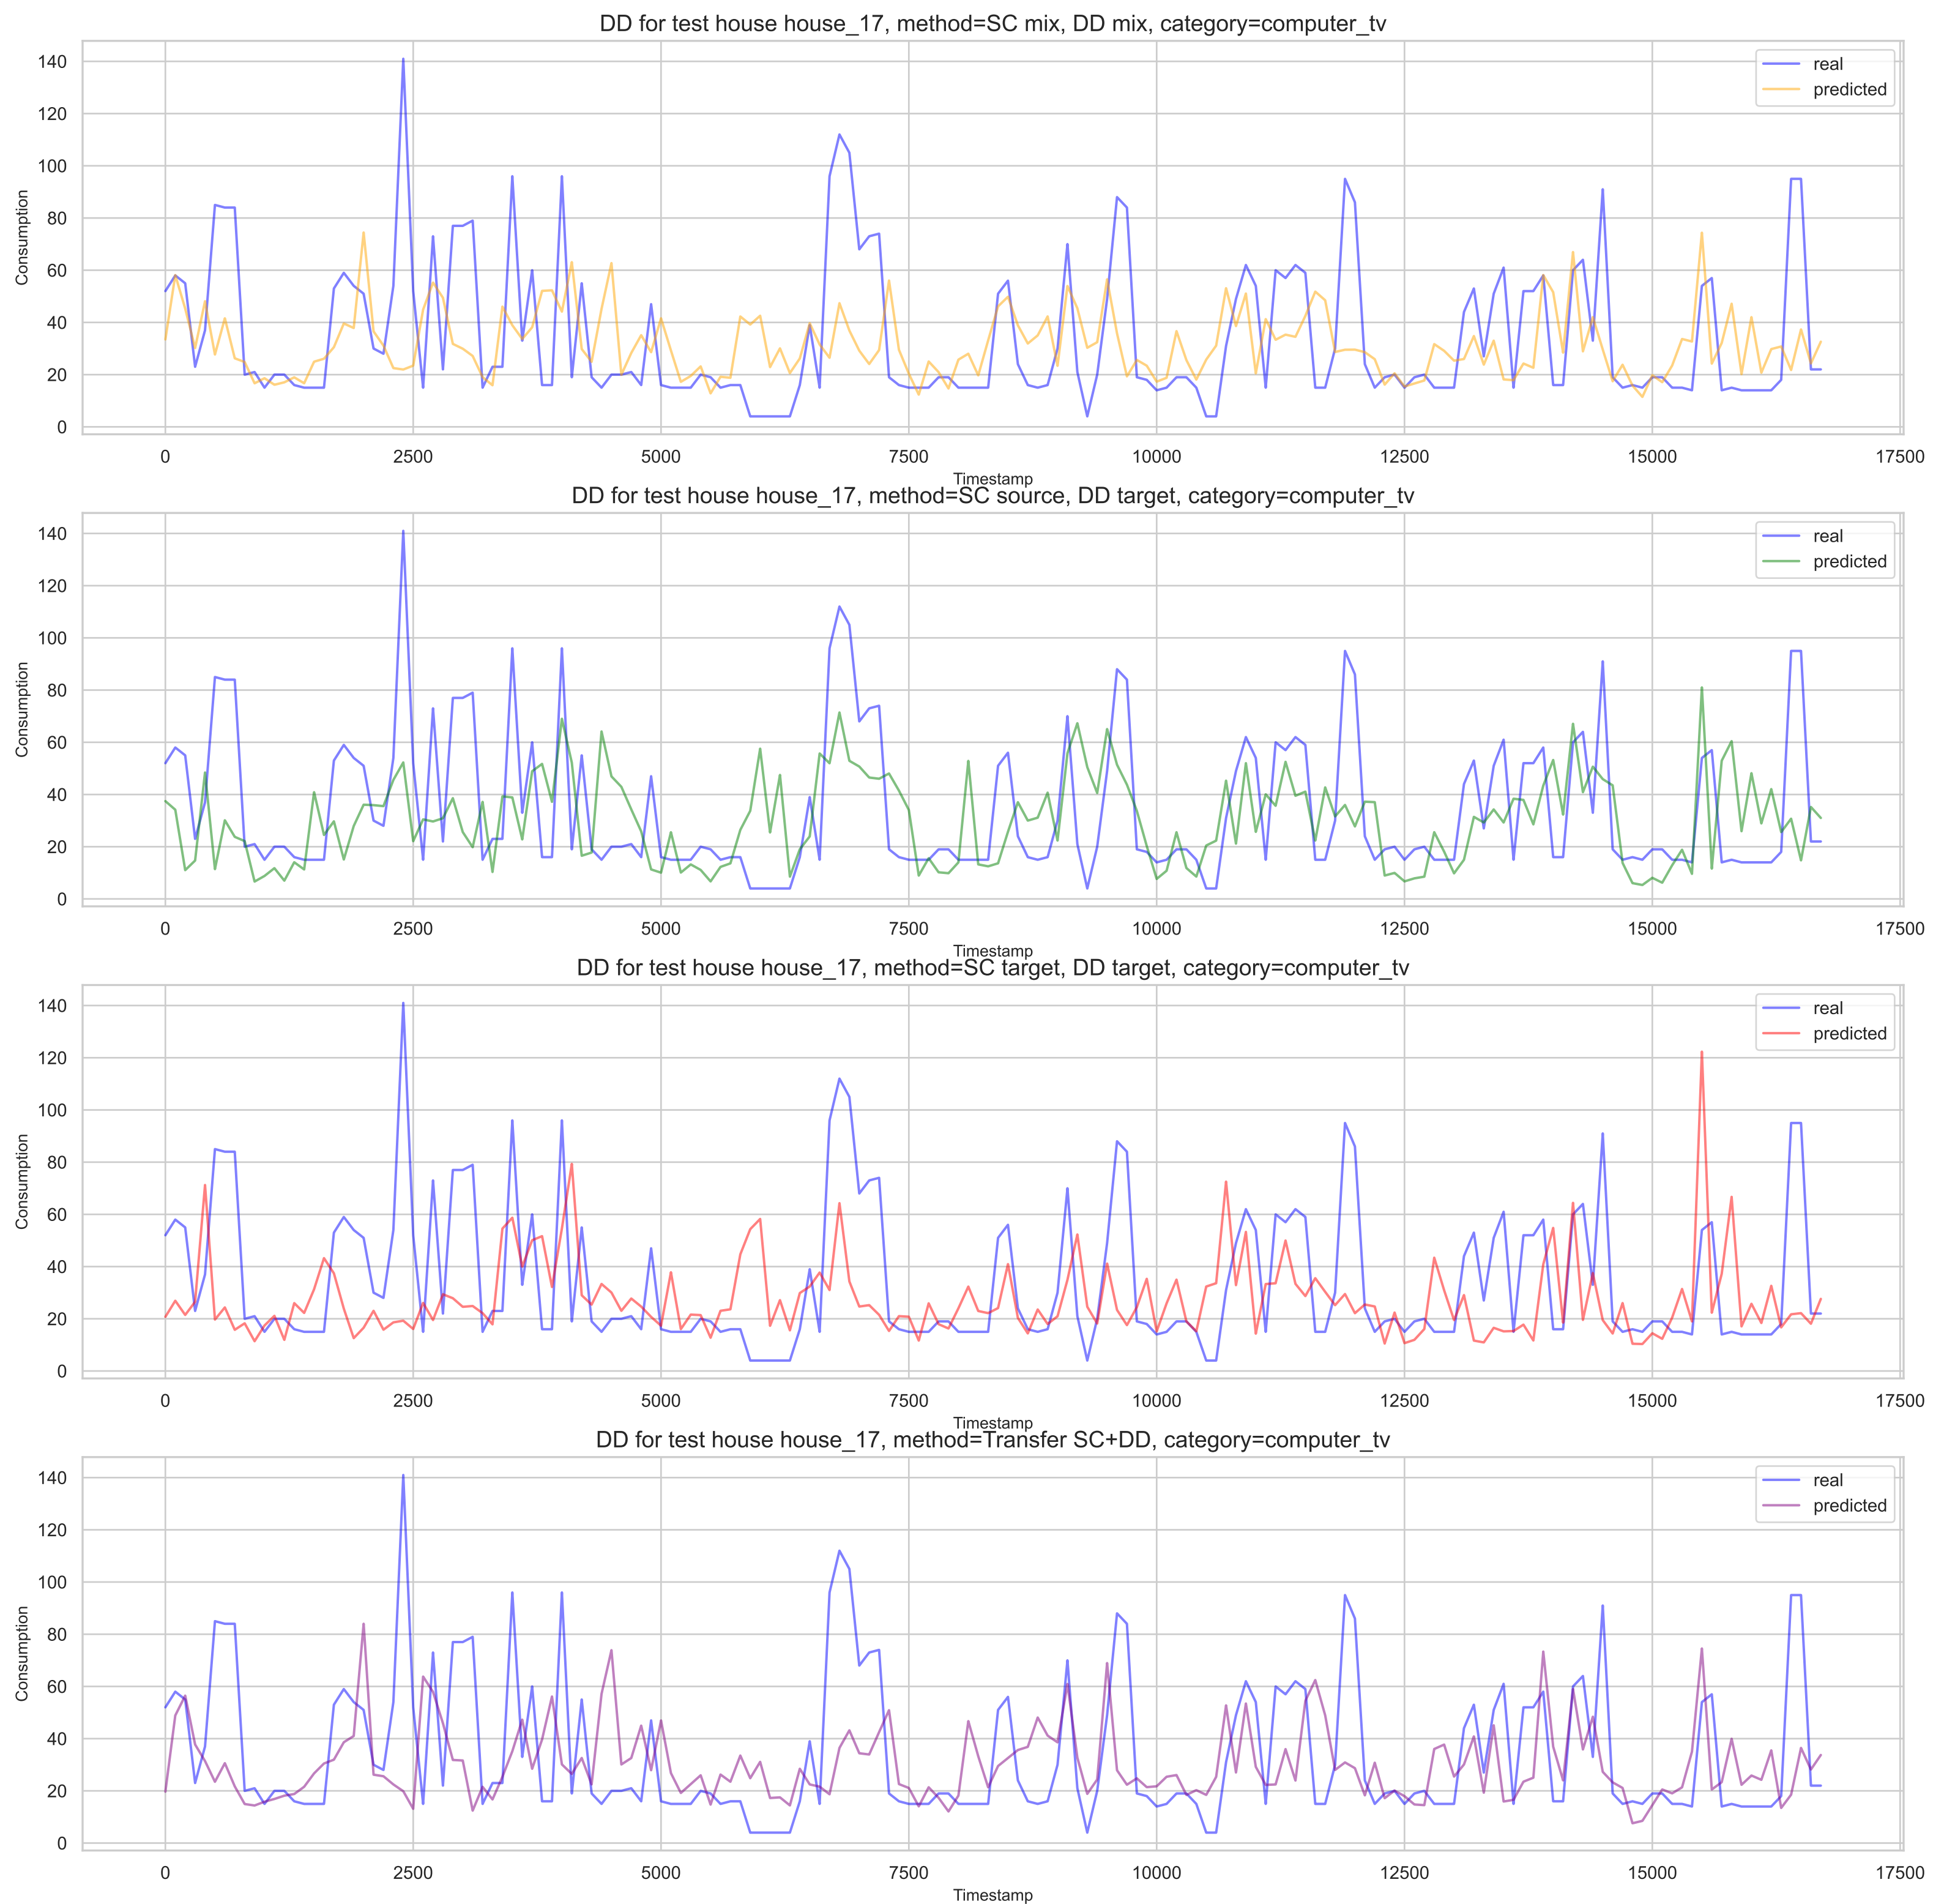 DD for test house house_17, method=SC mix, DD mix, category=computer_tv
140
120
100
80
60
40
20
0
Consumption
real
predicted
0 2500 5000 7500 10000 12500 15000 17500
Timestamp
DD for test house house_17, method=SC source, DD target, category=computer_tv
140
120
100
80
60
40
20
0
Consumption
real
predicted
0 2500 5000 7500 10000 12500 15000 17500
Timestamp
DD for test house house_17, method=SC target, DD target, category=computer_tv
140
120
100
80
60
40
20
0
Consumption
real
predicted
0 2500 5000 7500 10000 12500 15000 17500
Timestamp
DD for test house house_17, method=Transfer SC+DD, category=computer_tv
140
120
100
80
60
40
20
0
Consumption
real
predicted
0 2500 5000 7500 10000 12500 15000 17500
Timestamp